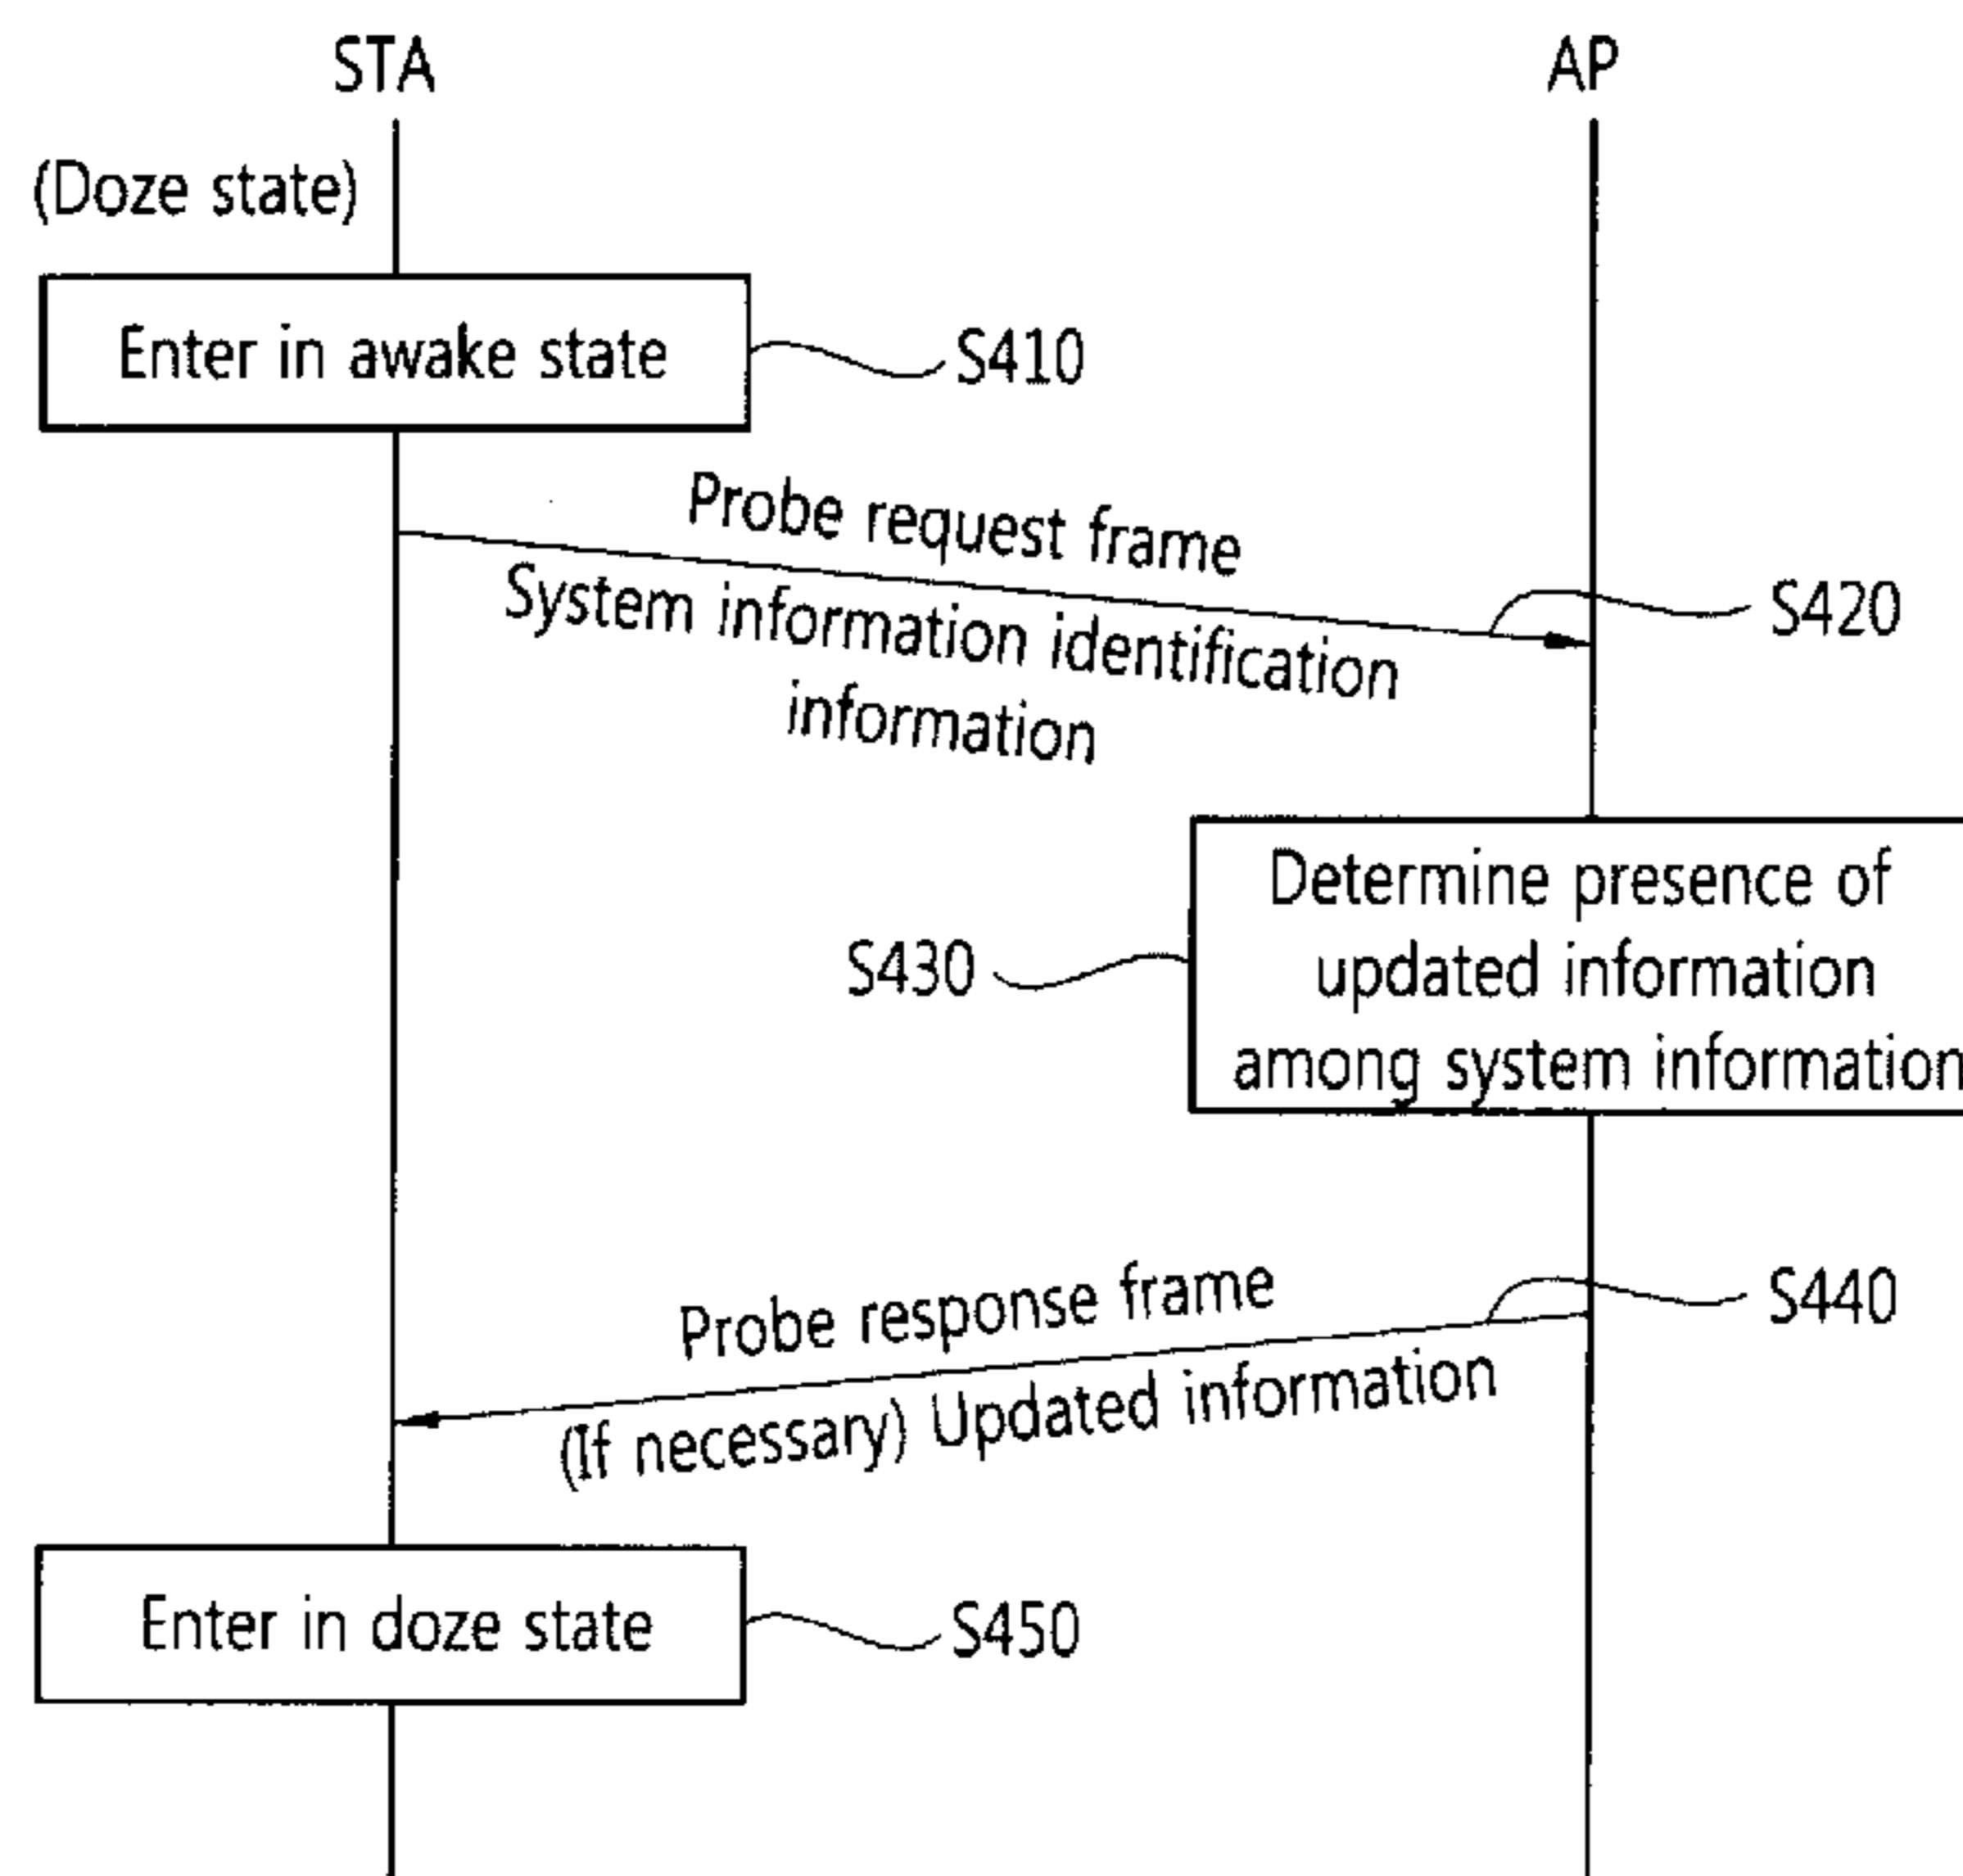 STA
AP
(Doze state)
Enter in awake state
S410
Probe request frame
S420
System information identification
information
Determine presence of
updated information
among system information
S430
Probe response frame
S440
(If necessary) Updated information
Enter in doze state
S450